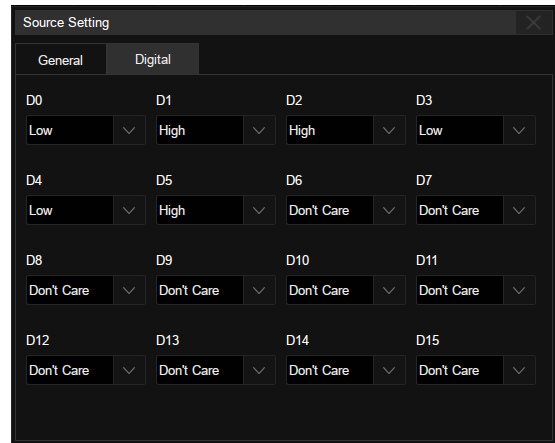 Source Setting
General Digital
D0 D1 D2 D3
Low High High Low
D4 D5 D6 D7
Low High Don't Care Don't Care
D8 D9 D10 D11
Don't Care Don't Care Don't Care Don't Care
D12 D13 D14 D15
Don't Care Don't Care Don't Care Don't Care